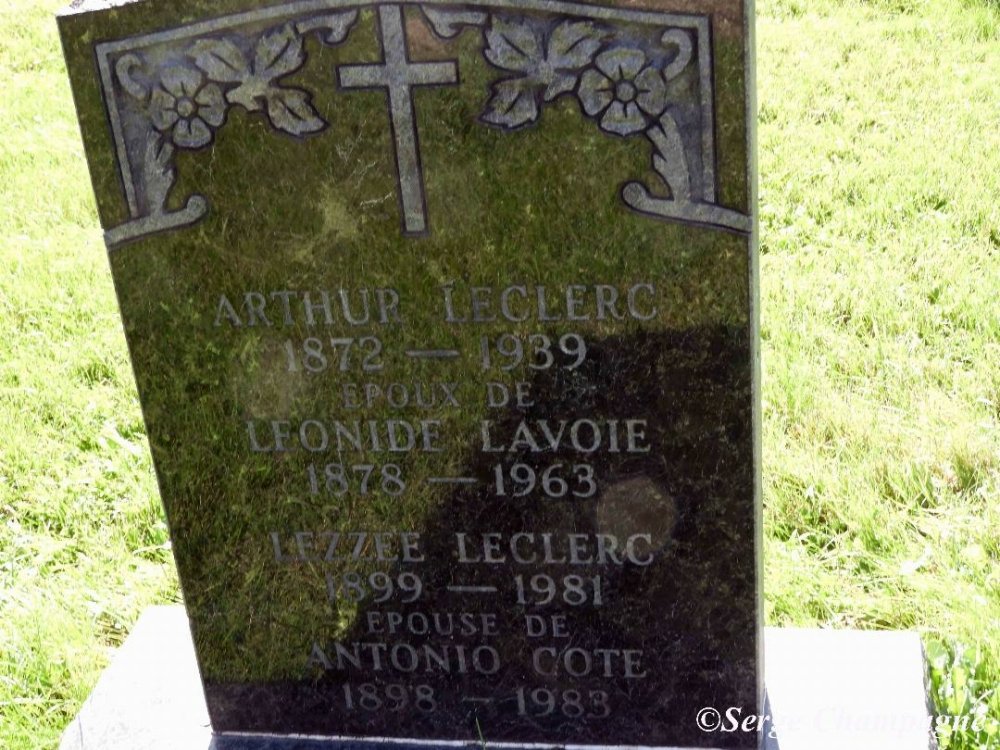 ARTHUR LECLERC
1872 — 1939
EPOUX DE
LEONIDE LAVOIE
1878 — 1963
LEZZEE LECLERC
1899 — 1981
EPOUSE DE
ANTONIO COTE
1898 — 1983
©Serge Champagne